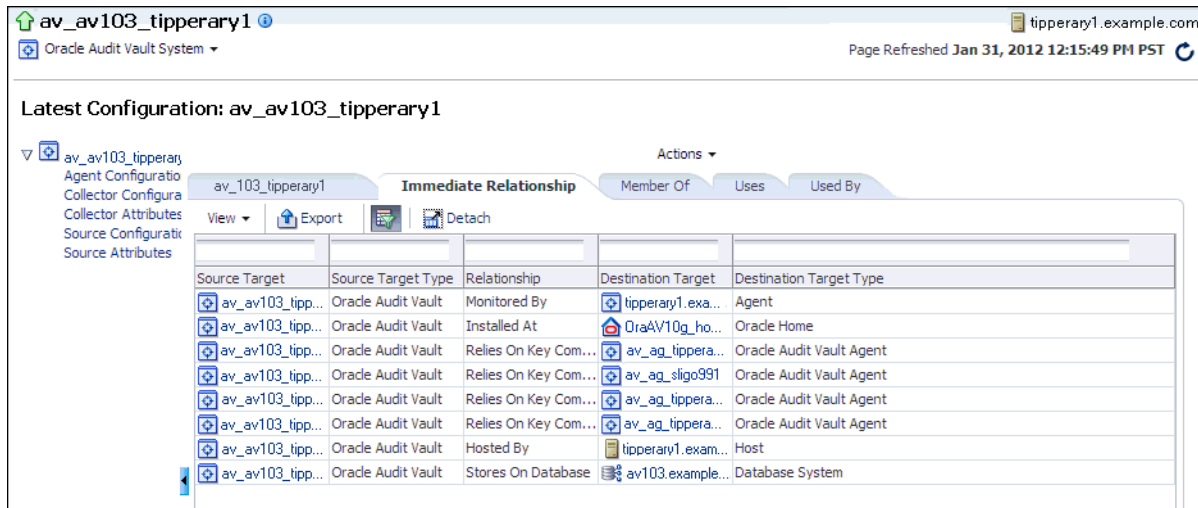 av_av103_tipperary1
tipperary1.example.com
Oracle Audit Vault System
Page Refreshed Jan 31, 2012 12:15:49 PM PST
Latest Configuration: av_av103_tipperary1
av_av103_tipperary
Agent Configuratio
Collector Configura
Collector Attributes
Source Configuratic
Source Attributes
Actions
av_103_tipperary1 Immediate Relationship Member Of Uses Used By
View Export Detach
Source Target Source Target Type Relationship Destination Target Destination Target Type
av_av103_tipp... Oracle Audit Vault Monitored By tipperary1.exa... Agent
av_av103_tipp... Oracle Audit Vault Installed At OraAV10g_ho... Oracle Home
av_av103_tipp... Oracle Audit Vault Relies On Key Com... av_ag_tippera... Oracle Audit Vault Agent
av_av103_tipp... Oracle Audit Vault Relies On Key Com... av_ag_sligo991 Oracle Audit Vault Agent
av_av103_tipp... Oracle Audit Vault Relies On Key Com... av_ag_tippera... Oracle Audit Vault Agent
av_av103_tipp... Oracle Audit Vault Relies On Key Com... av_ag_tippera... Oracle Audit Vault Agent
av_av103_tipp... Oracle Audit Vault Hosted By tipperary1.exam... Host
av_av103_tipp... Oracle Audit Vault Stores On Database av103.example... Database System